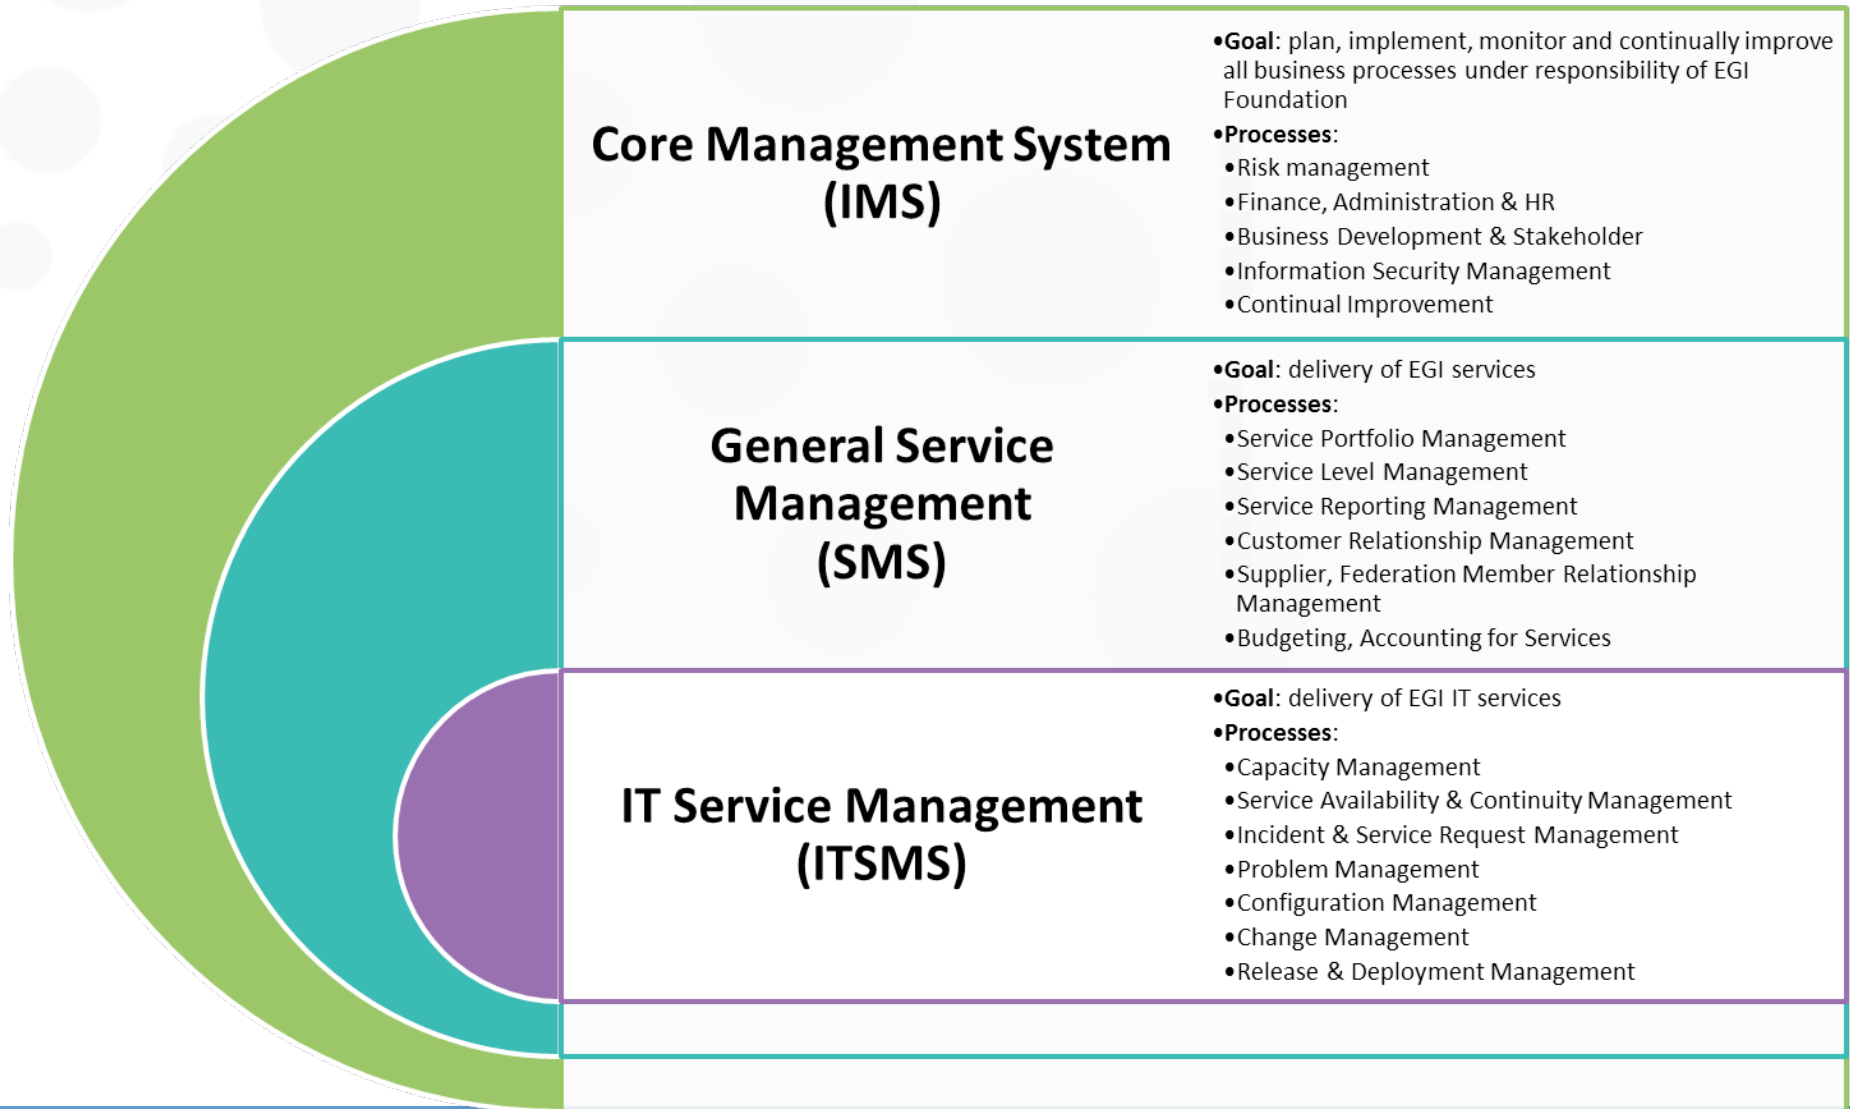 Core Management System
(IMS)
•Goal: plan, implement, monitor and continually improve
all business processes under responsibility of EGI
Foundation
•Processes:
•Risk management
•Finance, Administration & HR
•Business Development & Stakeholder
•Information Security Management
•Continual Improvement
General Service
Management
(SMS)
•Goal: delivery of EGI services
•Processes:
•Service Portfolio Management
•Service Level Management
•Service Reporting Management
•Customer Relationship Management
•Supplier, Federation Member Relationship
Management
•Budgeting, Accounting for Services
IT Service Management
(ITSMS)
•Goal: delivery of EGI IT services
•Processes:
•Capacity Management
•Service Availability & Continuity Management
•Incident & Service Request Management
•Problem Management
•Configuration Management
•Change Management
•Release & Deployment Management